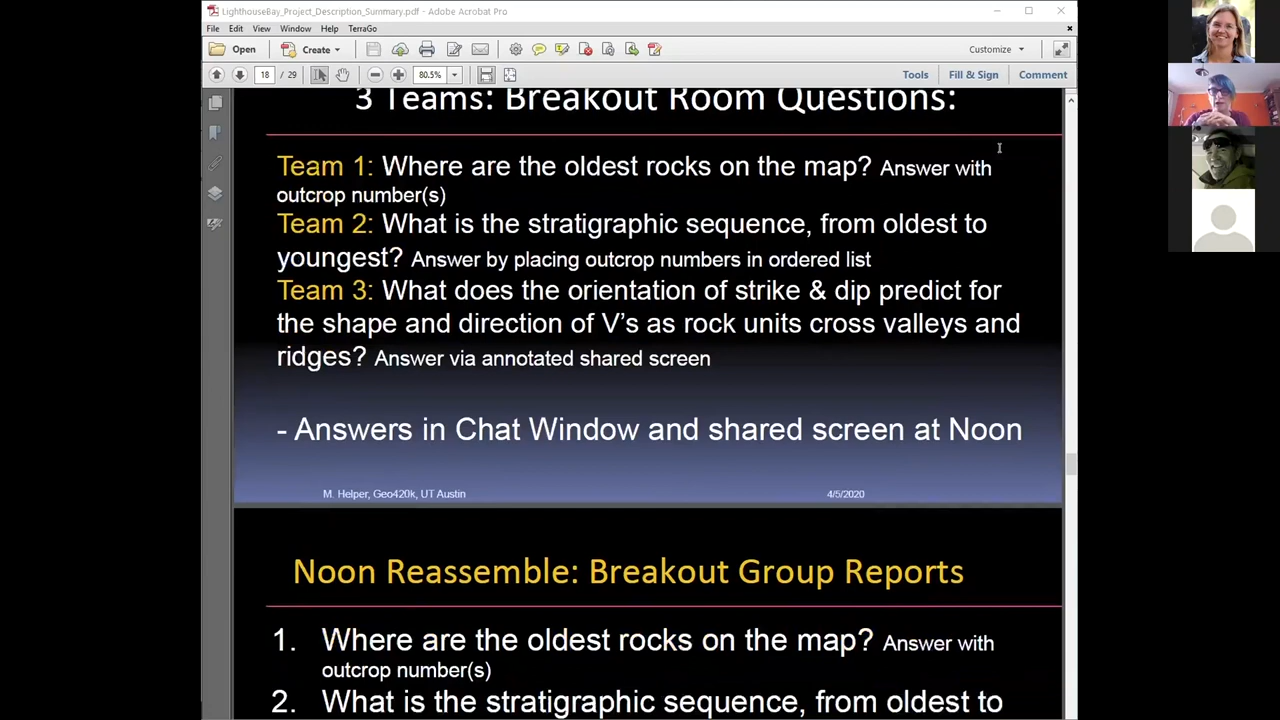 LighthouseBay_Project_Description_Summary.pdf - Adobe Acrobat Pro
File Edit View Window Help TerraGo
Open Create Customize
18 / 29 80.5% Tools Fill & Sign Comment
3 Teams: Breakout Room Questions:
Team 1: Where are the oldest rocks on the map? Answer with
outcrop number(s)
Team 2: What is the stratigraphic sequence, from oldest to
youngest? Answer by placing outcrop numbers in ordered list
Team 3: What does the orientation of strike & dip predict for
the shape and direction of V's as rock units cross valleys and
ridges? Answer via annotated shared screen
- Answers in Chat Window and shared screen at Noon
M. Helper, Geo420k, UT Austin 4/5/2020
Noon Reassemble: Breakout Group Reports
1. Where are the oldest rocks on the map? Answer with
outcrop number(s)
2. What is the stratigraphic sequence, from oldest to